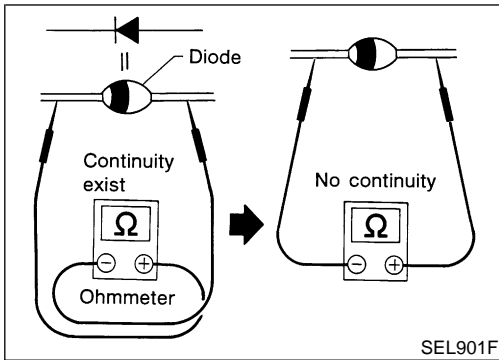 Diode
Continuity
exist
Ω
⊖ ⊕
Ohmmeter
No continuity
Ω
⊖ ⊕
SEL901F